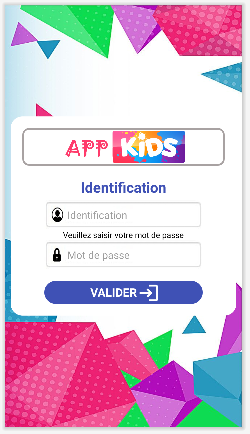 APP KiDS
Identification
Identification
Veuillez saisir votre mot de passe
Mot de passe
VALIDER